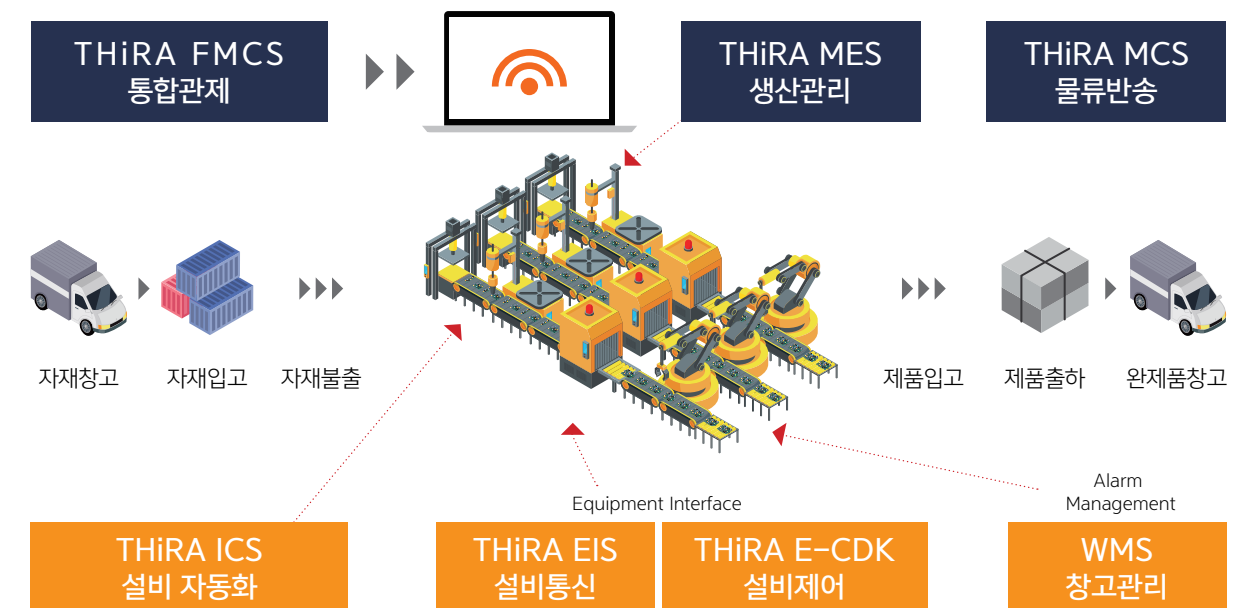 THiRA FMCS
통합관제
THiRA MES
생산관리
THiRA MCS
물류반송
자재창고
자재입고
자재불출
제품입고
제품출하
완제품창고
Equipment Interface
Alarm
Management
THiRA ICS
설비 자동화
THiRA EIS
설비통신
THiRA E-CDK
설비제어
WMS
창고관리